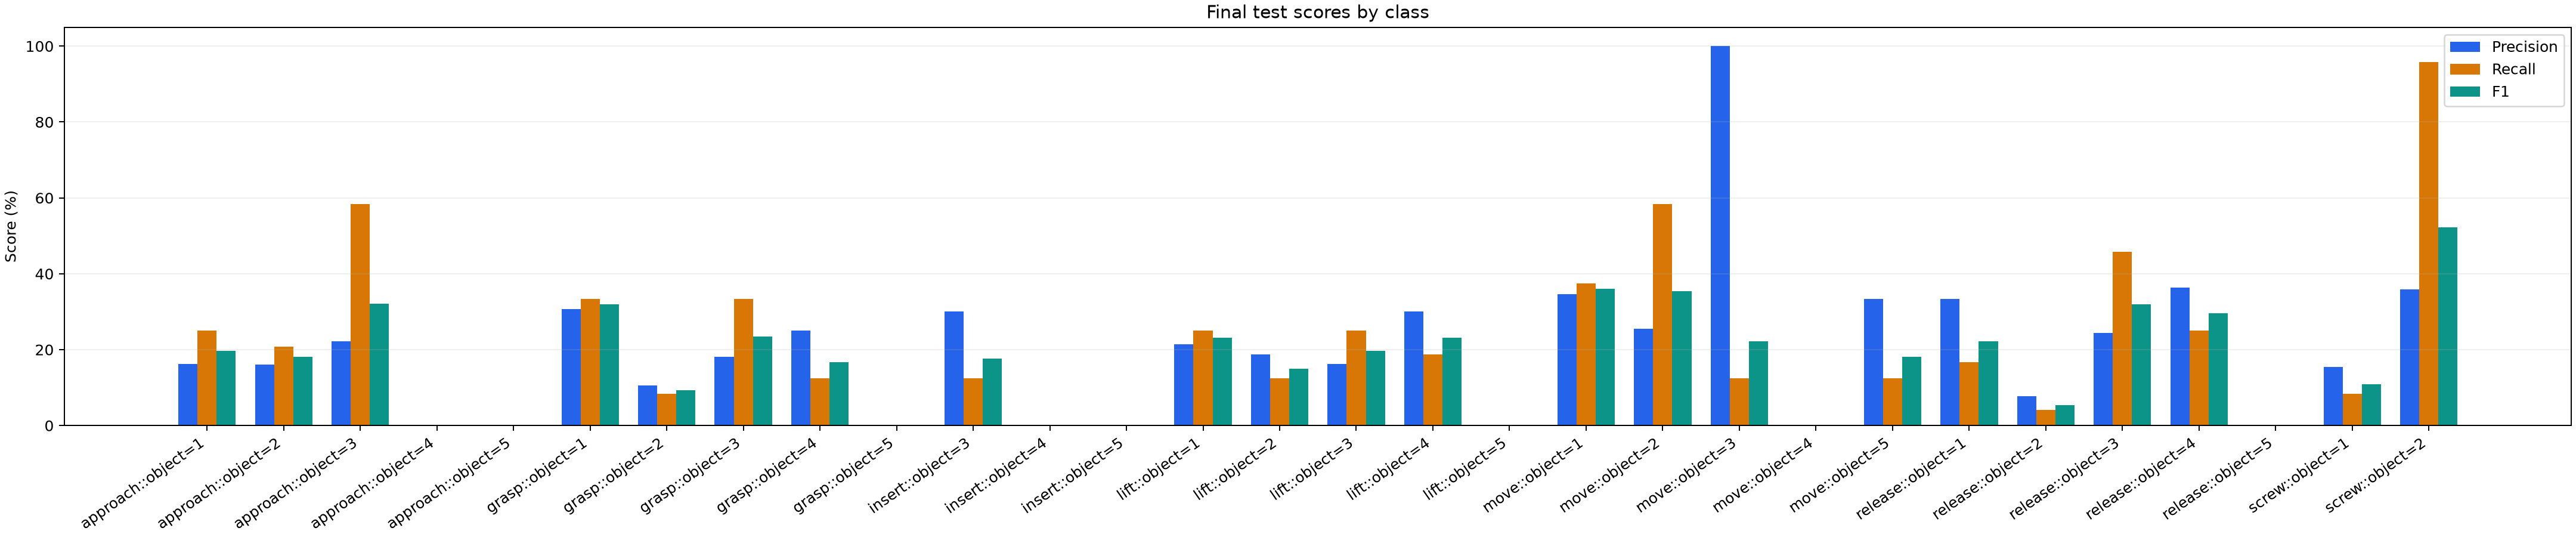 Final test scores by class
Score (%)
100
80
60
40
20
0
Precision
Recall
F1
approach::object=1
approach::object=2
approach::object=3
approach::object=4
approach::object=5
grasp::object=1
grasp::object=2
grasp::object=3
grasp::object=4
grasp::object=5
insert::object=3
insert::object=4
insert::object=5
lift::object=1
lift::object=2
lift::object=3
lift::object=4
lift::object=5
move::object=1
move::object=2
move::object=3
move::object=4
move::object=5
release::object=1
release::object=2
release::object=3
release::object=4
release::object=5
screw::object=1
screw::object=2